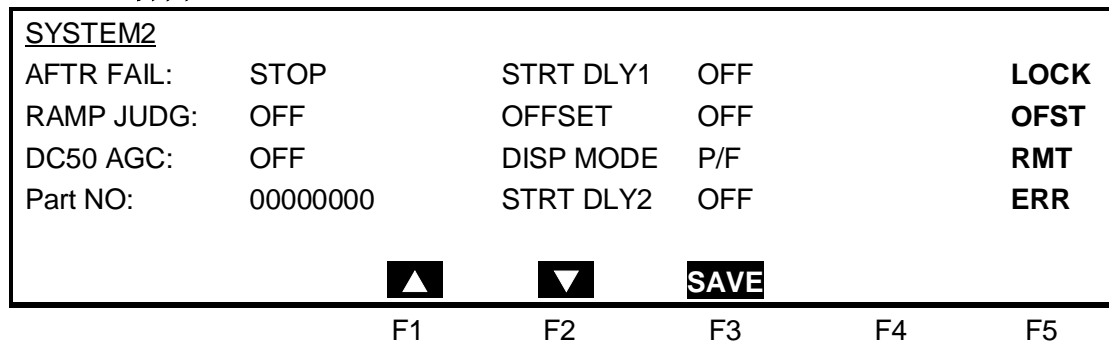 SYSTEM2
AFTR FAIL: STOP STRT DLY1 OFF LOCK
RAMP JUDG: OFF OFFSET OFF OFST
DC50 AGC: OFF DISP MODE P/F RMT
Part NO: 00000000 STRT DLY2 OFF ERR
▲ ▼ SAVE
F1 F2 F3 F4 F5